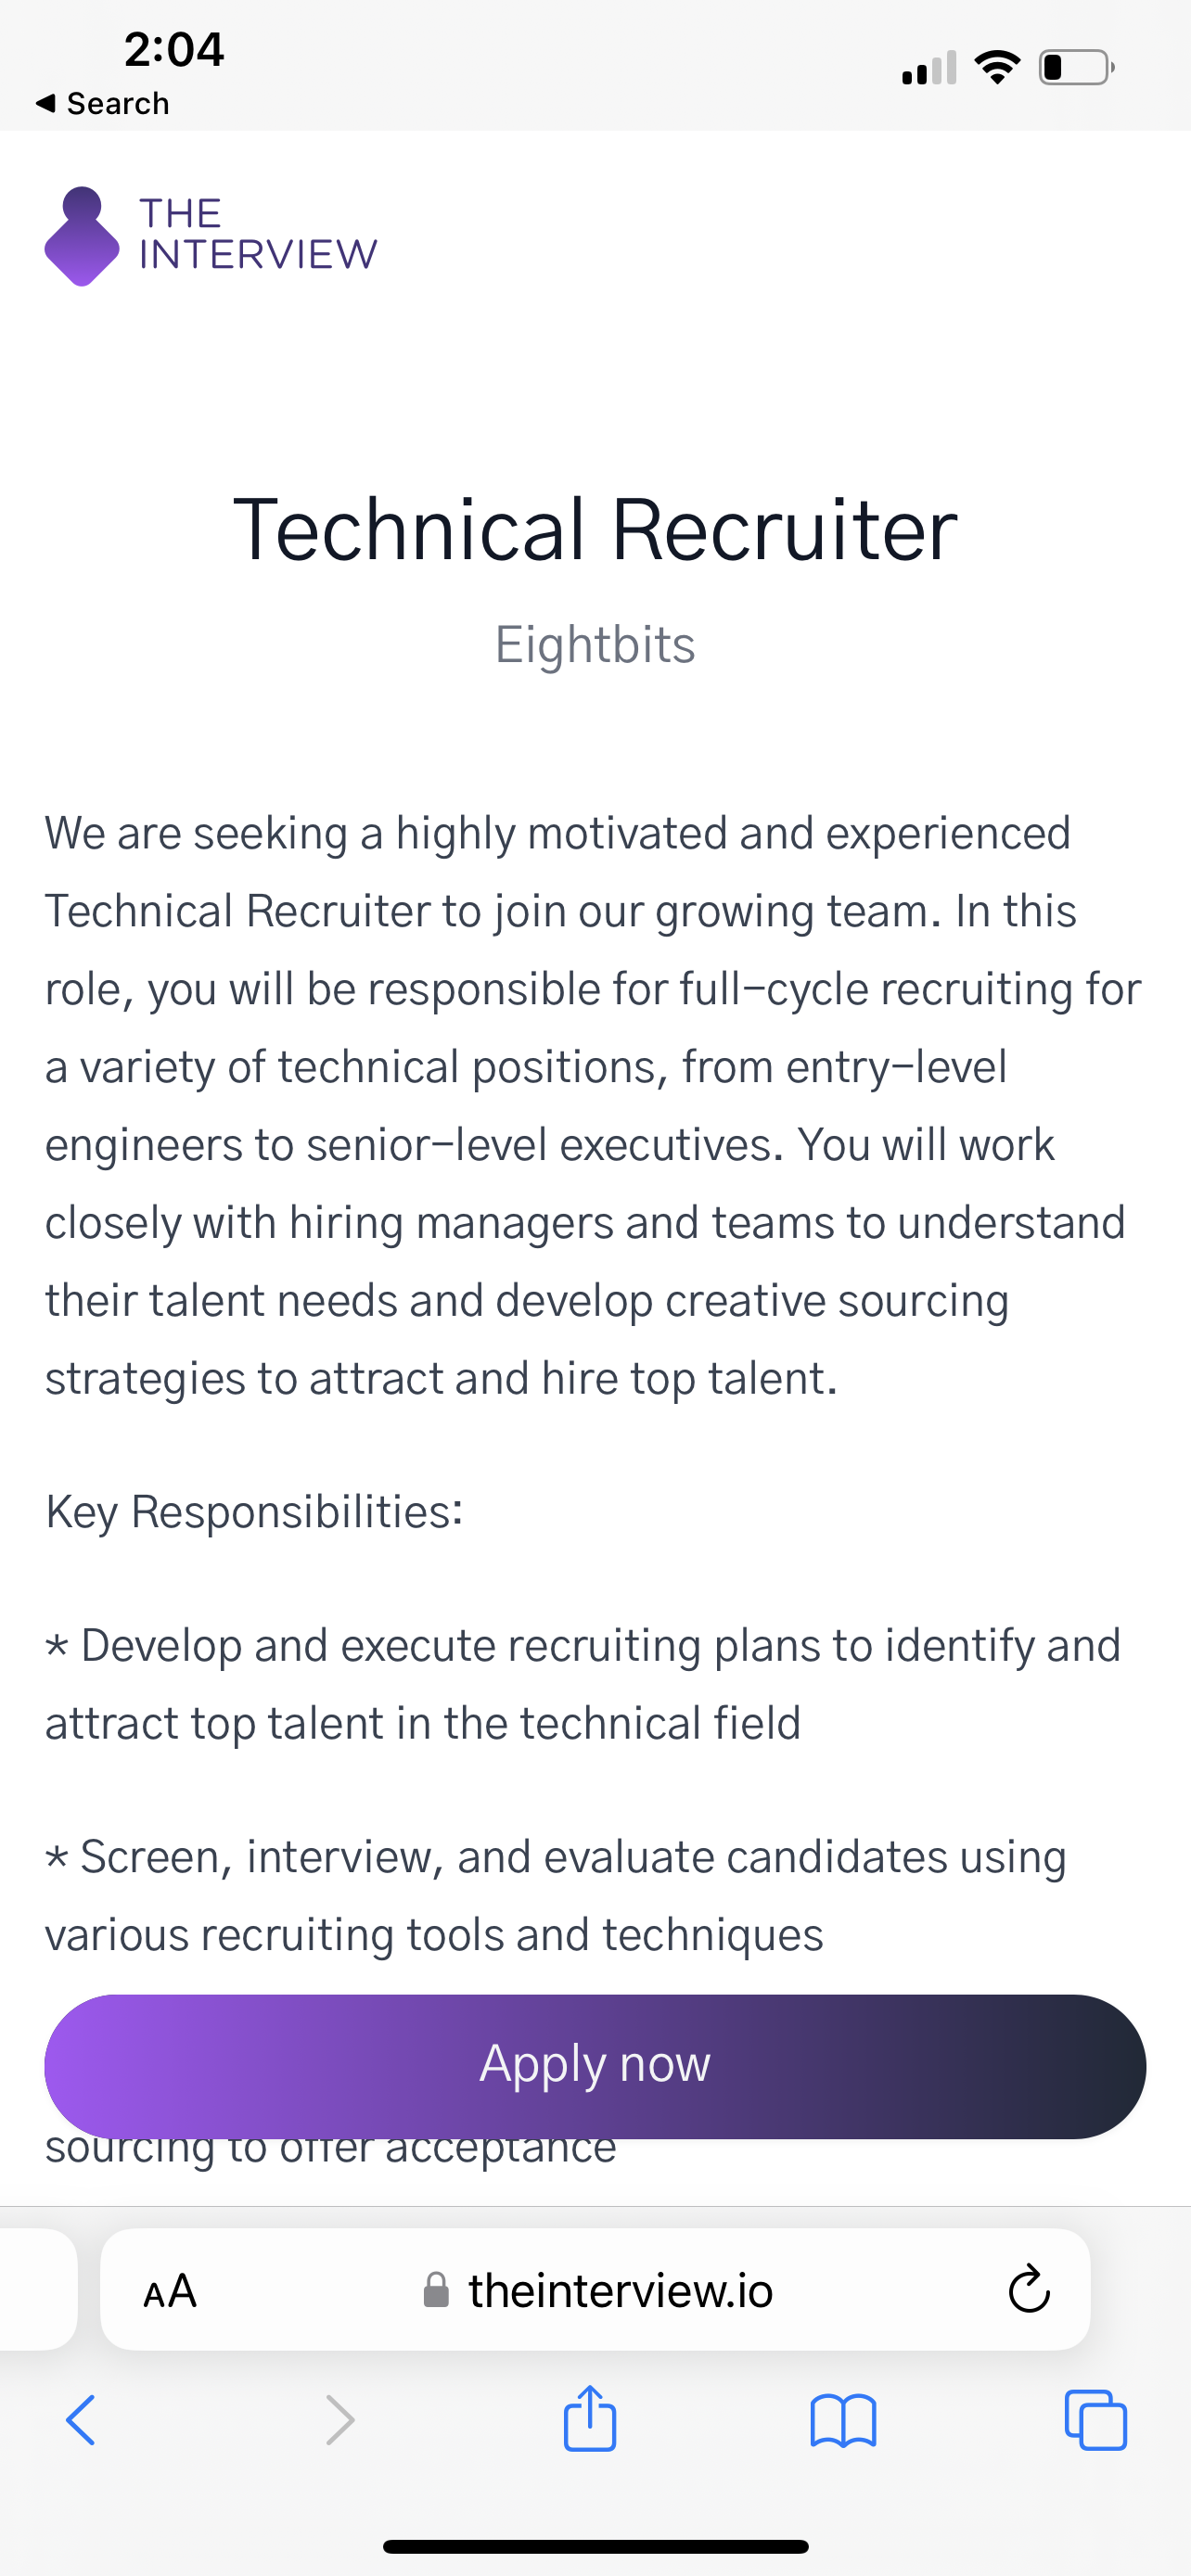 2:04
◀ Search
THE
INTERVIEW
Technical Recruiter
Eightbits
We are seeking a highly motivated and experienced
Technical Recruiter to join our growing team. In this
role, you will be responsible for full-cycle recruiting for
a variety of technical positions, from entry-level
engineers to senior-level executives. You will work
closely with hiring managers and teams to understand
their talent needs and develop creative sourcing
strategies to attract and hire top talent.
Key Responsibilities:
* Develop and execute recruiting plans to identify and
attract top talent in the technical field
* Screen, interview, and evaluate candidates using
various recruiting tools and techniques
Apply now
sourcing to offer acceptance
AA
theinterview.io